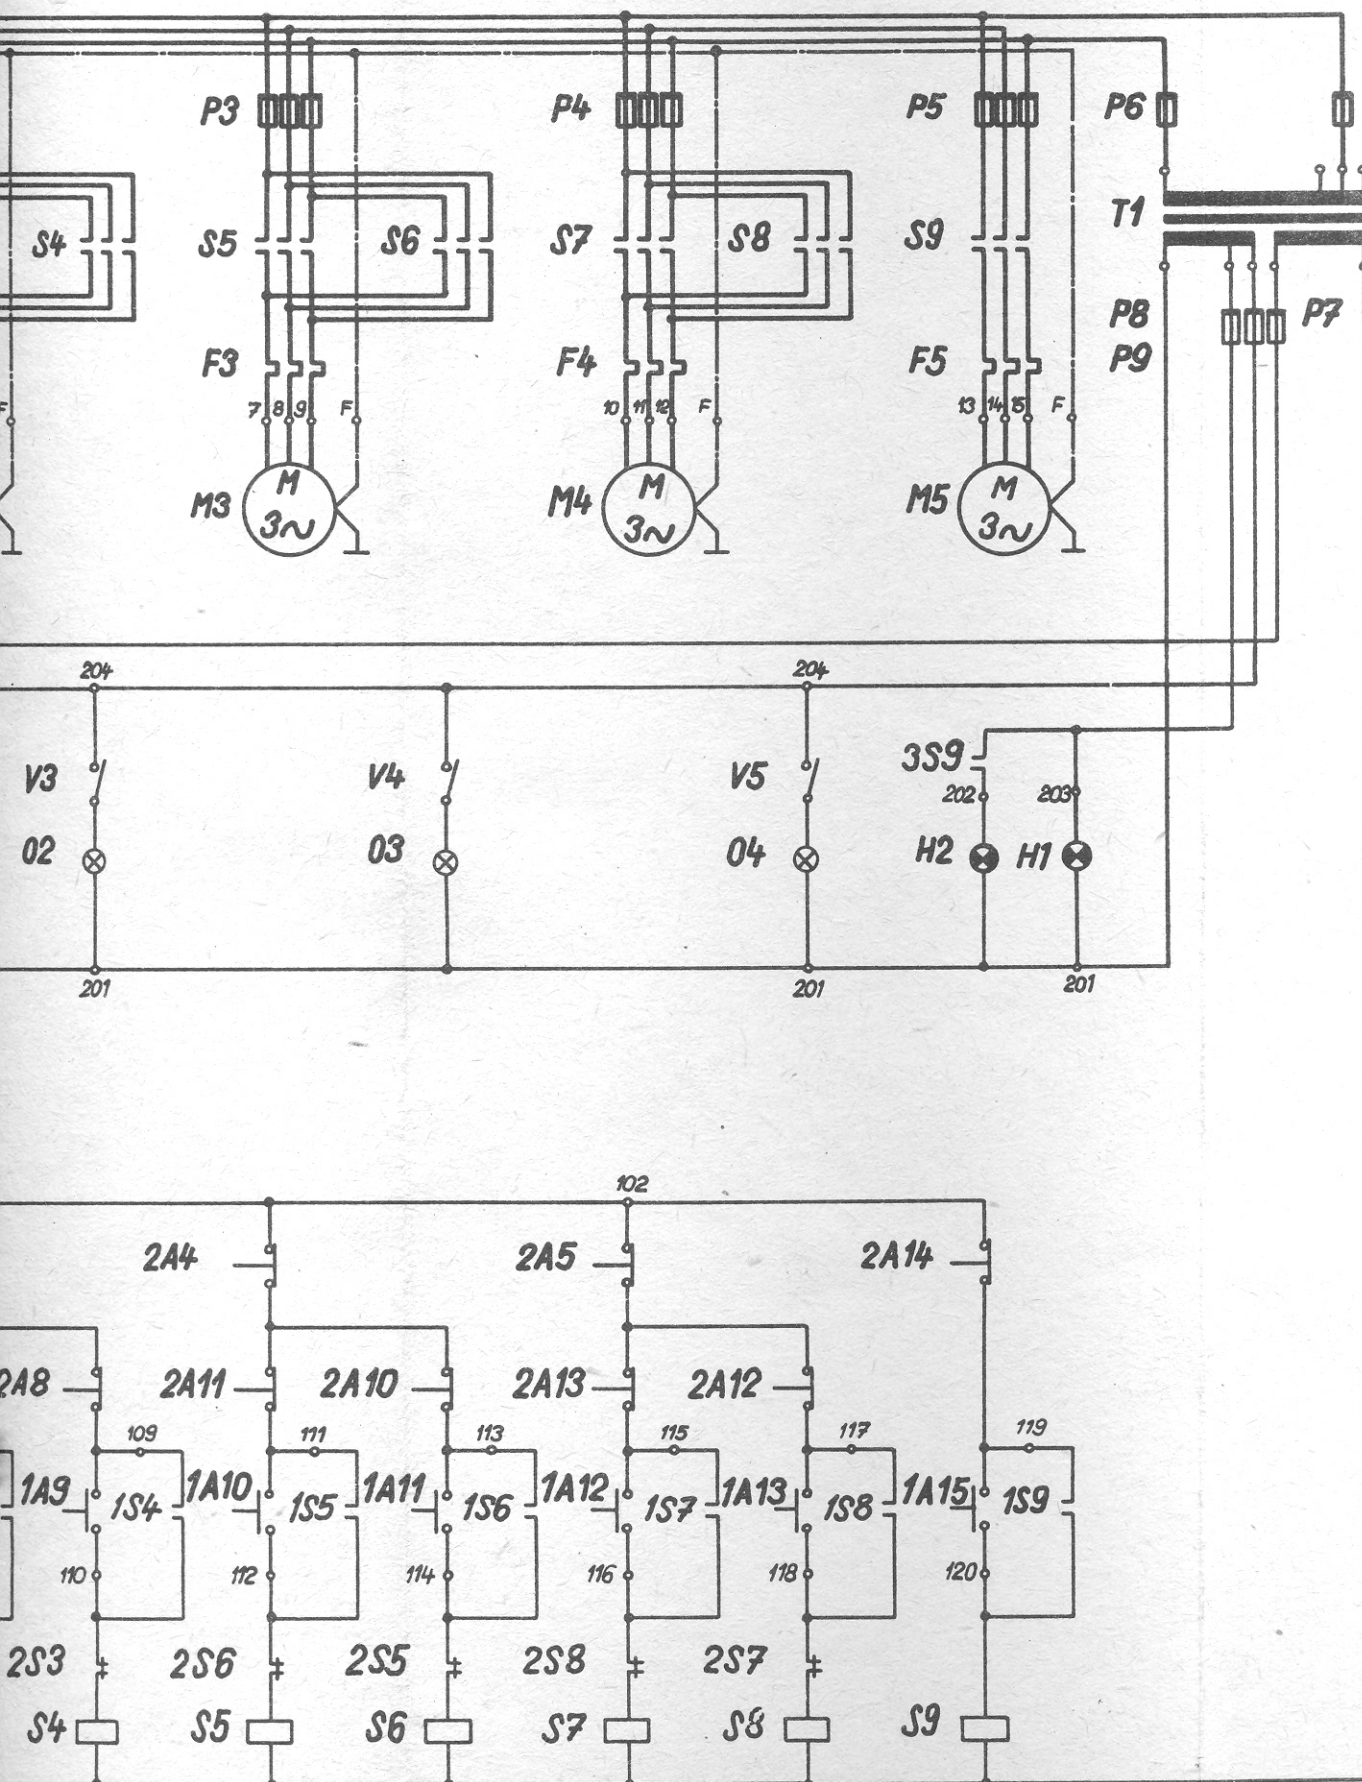 P3 P4 P5 P6
T1
S4 S5 S6 S7 S8 S9
P8 P7
P9
F3 F4 F5
F 7 8 9 F 10 11 12 F 13 14 15 F
M3 M M4 M M5 M
3~ 3~ 3~
204 204
V3 V4 V5 3S9
202 203
02 03 04 H2 H1
201 201 201
102
2A4 2A5 2A14
2A8 2A11 2A10 2A13 2A12
109 111 113 115 117 119
1A9 1S4 1A10 1S5 1A11 1S6 1A12 1S7 1A13 1S8 1A15 1S9
110 112 114 116 118 120
2S3 2S6 2S5 2S8 2S7
S4 S5 S6 S7 S8 S9